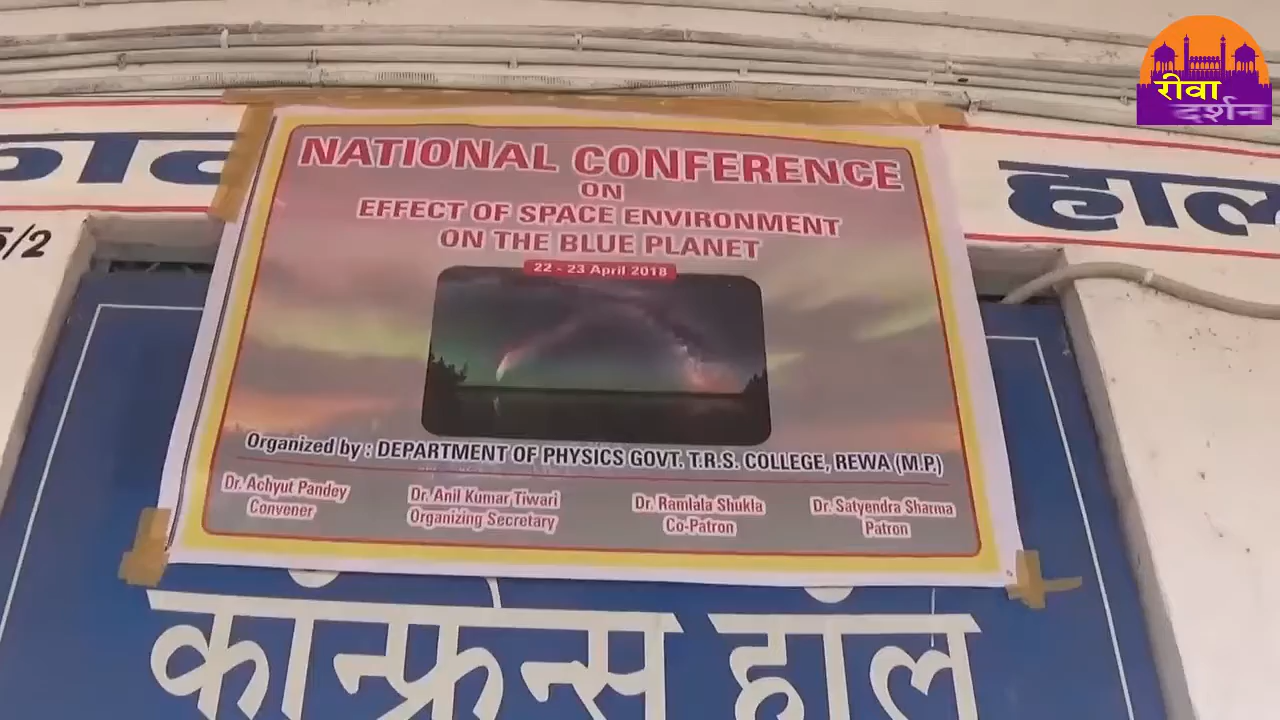 रीवा
दर्शन
हाल
5/2
NATIONAL CONFERENCE
ON
EFFECT OF SPACE ENVIRONMENT
ON THE BLUE PLANET
22 - 23 April 2018
Organized by : DEPARTMENT OF PHYSICS GOVT. T.R.S. COLLEGE, REWA (M.P.)
Dr. Achyut Pandey Dr. Anil Kumar Tiwari Dr. Ramlala Shukla Dr. Satyendra Sharma
Convener Organizing Secretary Co-Patron Patron
कॉन्फ्रेन्स हॉल